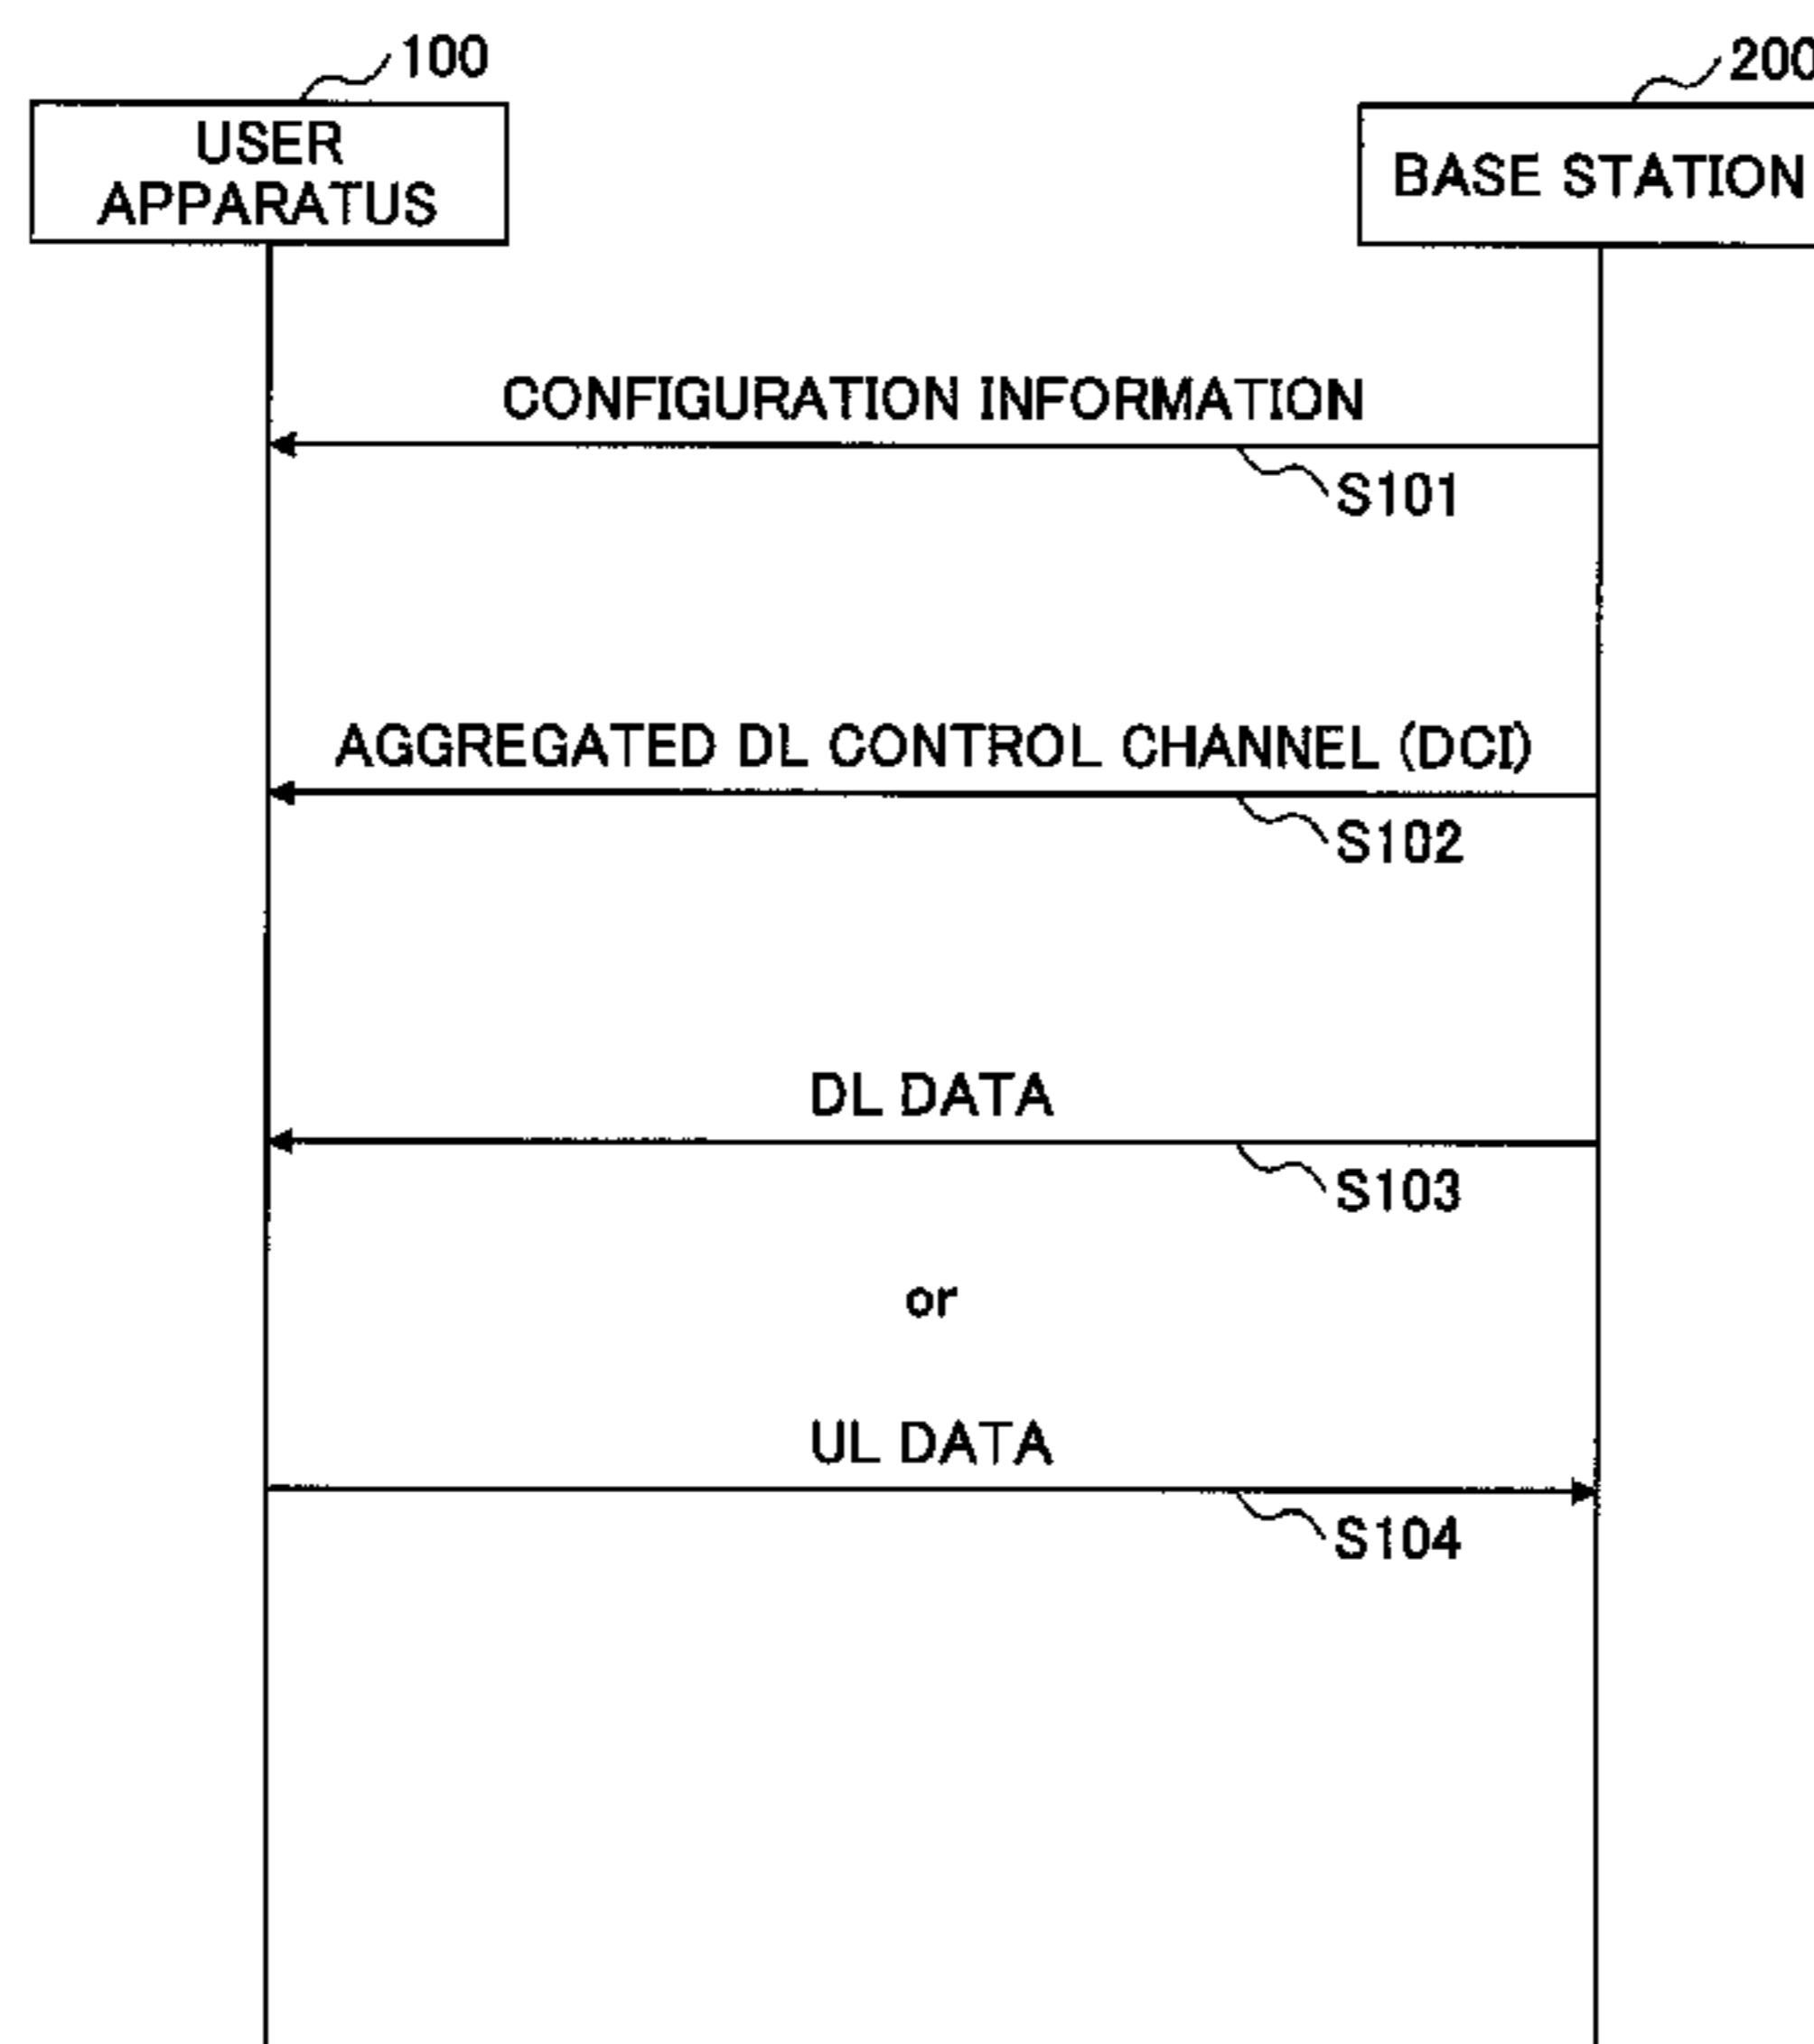 100
200
USER
APPARATUS
BASE STATION
CONFIGURATION INFORMATION
S101
AGGREGATED DL CONTROL CHANNEL (DCI)
S102
DL DATA
S103
or
UL DATA
S104